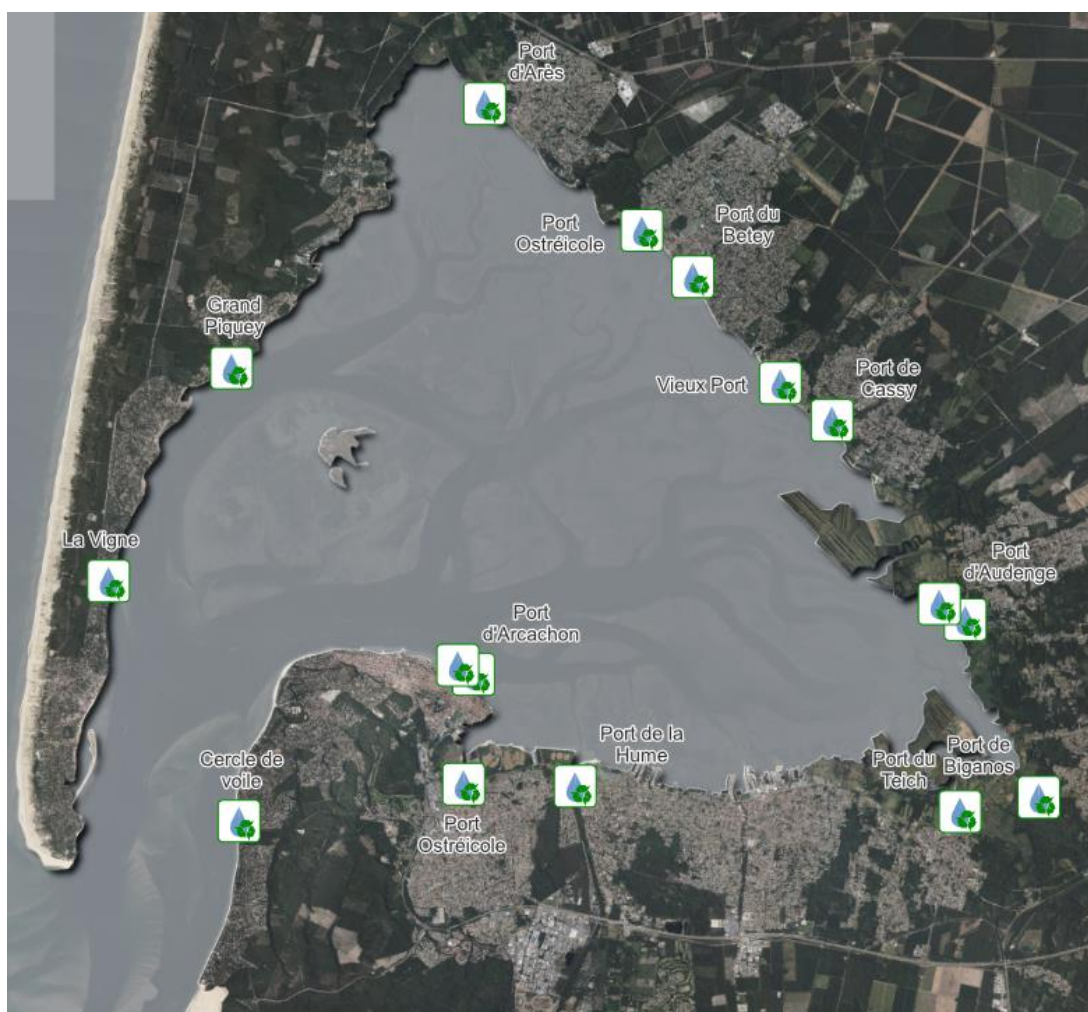 Port
d'Arès
Port
Ostréicole
Port du
Betey
Grand
Piquey
Vieux Port
Port de
Cassy
La Vigne
Port
d'Audenge
Port
d'Arcachon
Port de la
Hume
Cercle de
voile
Port du
Teich
Port de
Biganos
Port
Ostréicole